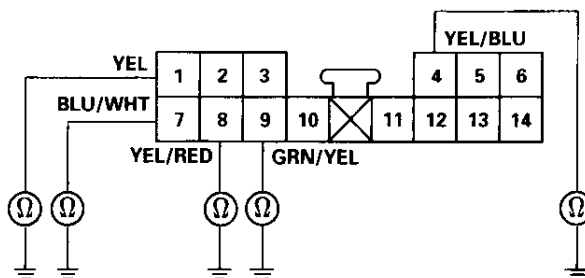 YEL/BLU
YEL 1 2 3 4 5 6
BLU/WHT 7 8 9 10 11 12 13 14
YEL/RED GRN/YEL
Ω Ω Ω Ω Ω